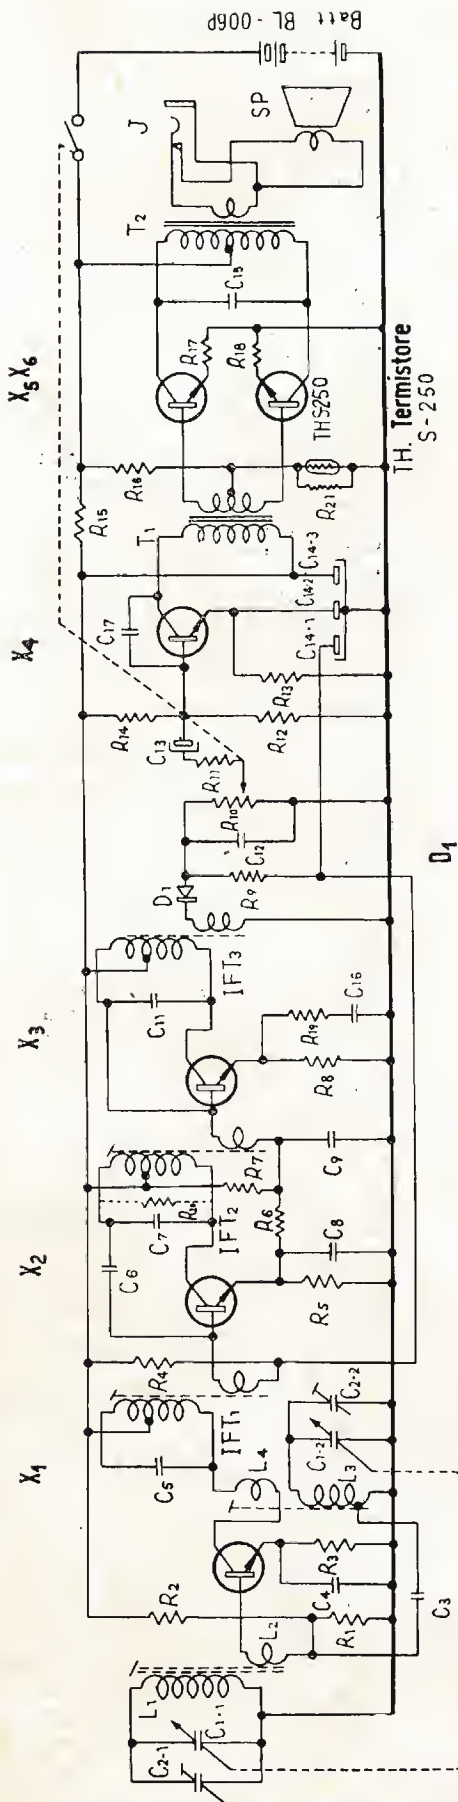 X1
X2
X3
X4
X5 X6
L1
C2-1
C1-1
L2
R2
R1
C4
R3
C3
L4
L3
C1-2
C2-2
C5
IFT1
R4
C6
C7
R20
IFT2
R5
C8
R6
R7
C9
C11
IFT3
R8
R19
C16
D1
R9
C12
R10
R11
C13
R14
R12
R13
C17
T1
C14-1
C14-2
C14-3
R15
R16
R21
THS250
R17
R18
C15
T2
J
SP
Batt BL-006P
TH. Termistore
S-250
D1